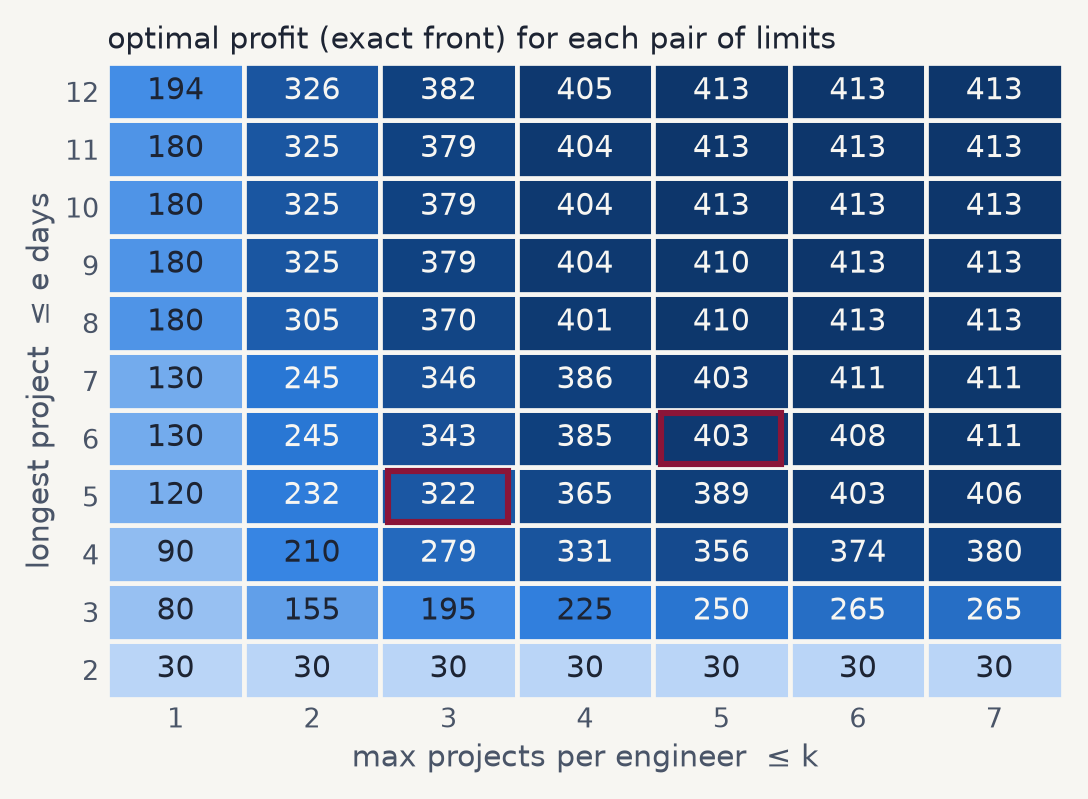 optimal profit (exact front) for each pair of limits
longest project ≤ e days
12 194 326 382 405 413 413 413
11 180 325 379 404 413 413 413
10 180 325 379 404 413 413 413
9 180 325 379 404 410 413 413
8 180 305 370 401 410 413 413
7 130 245 346 386 403 411 411
6 130 245 343 385 403 408 411
5 120 232 322 365 389 403 406
4 90 210 279 331 356 374 380
3 80 155 195 225 250 265 265
2 30 30 30 30 30 30 30
1 2 3 4 5 6 7
max projects per engineer ≤ k